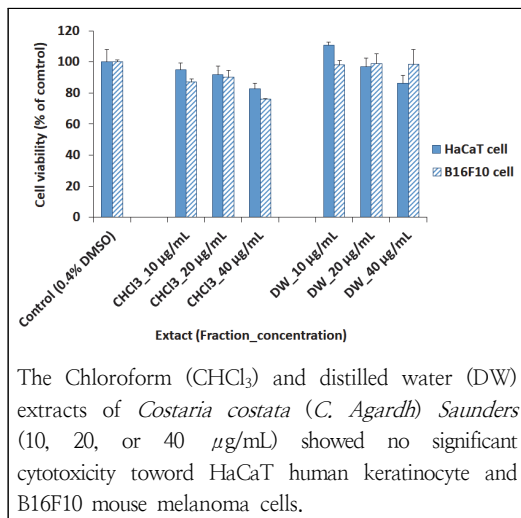 120
100
80
60
40
20
0
Cell viability (% of comtrol)
HaCaT cell
B16F10 cell
Control (0.4% DMSO)
CHCl3_10 µg/mL
CHCl3_20 µg/mL
CHCl3_40 µg/mL
DW_10 µg/mL
DW_20 µg/mL
DW_40 µg/mL
Extact (Fraction_concentration)
The Chloroform (CHCl₃) and distilled water (DW)
extracts of Costaria costata (C. Agardh) Saunders
(10, 20, or 40 µg/mL) showed no significant
cytotoxicity toword HaCaT human keratinocyte and
B16F10 mouse melanoma cells.